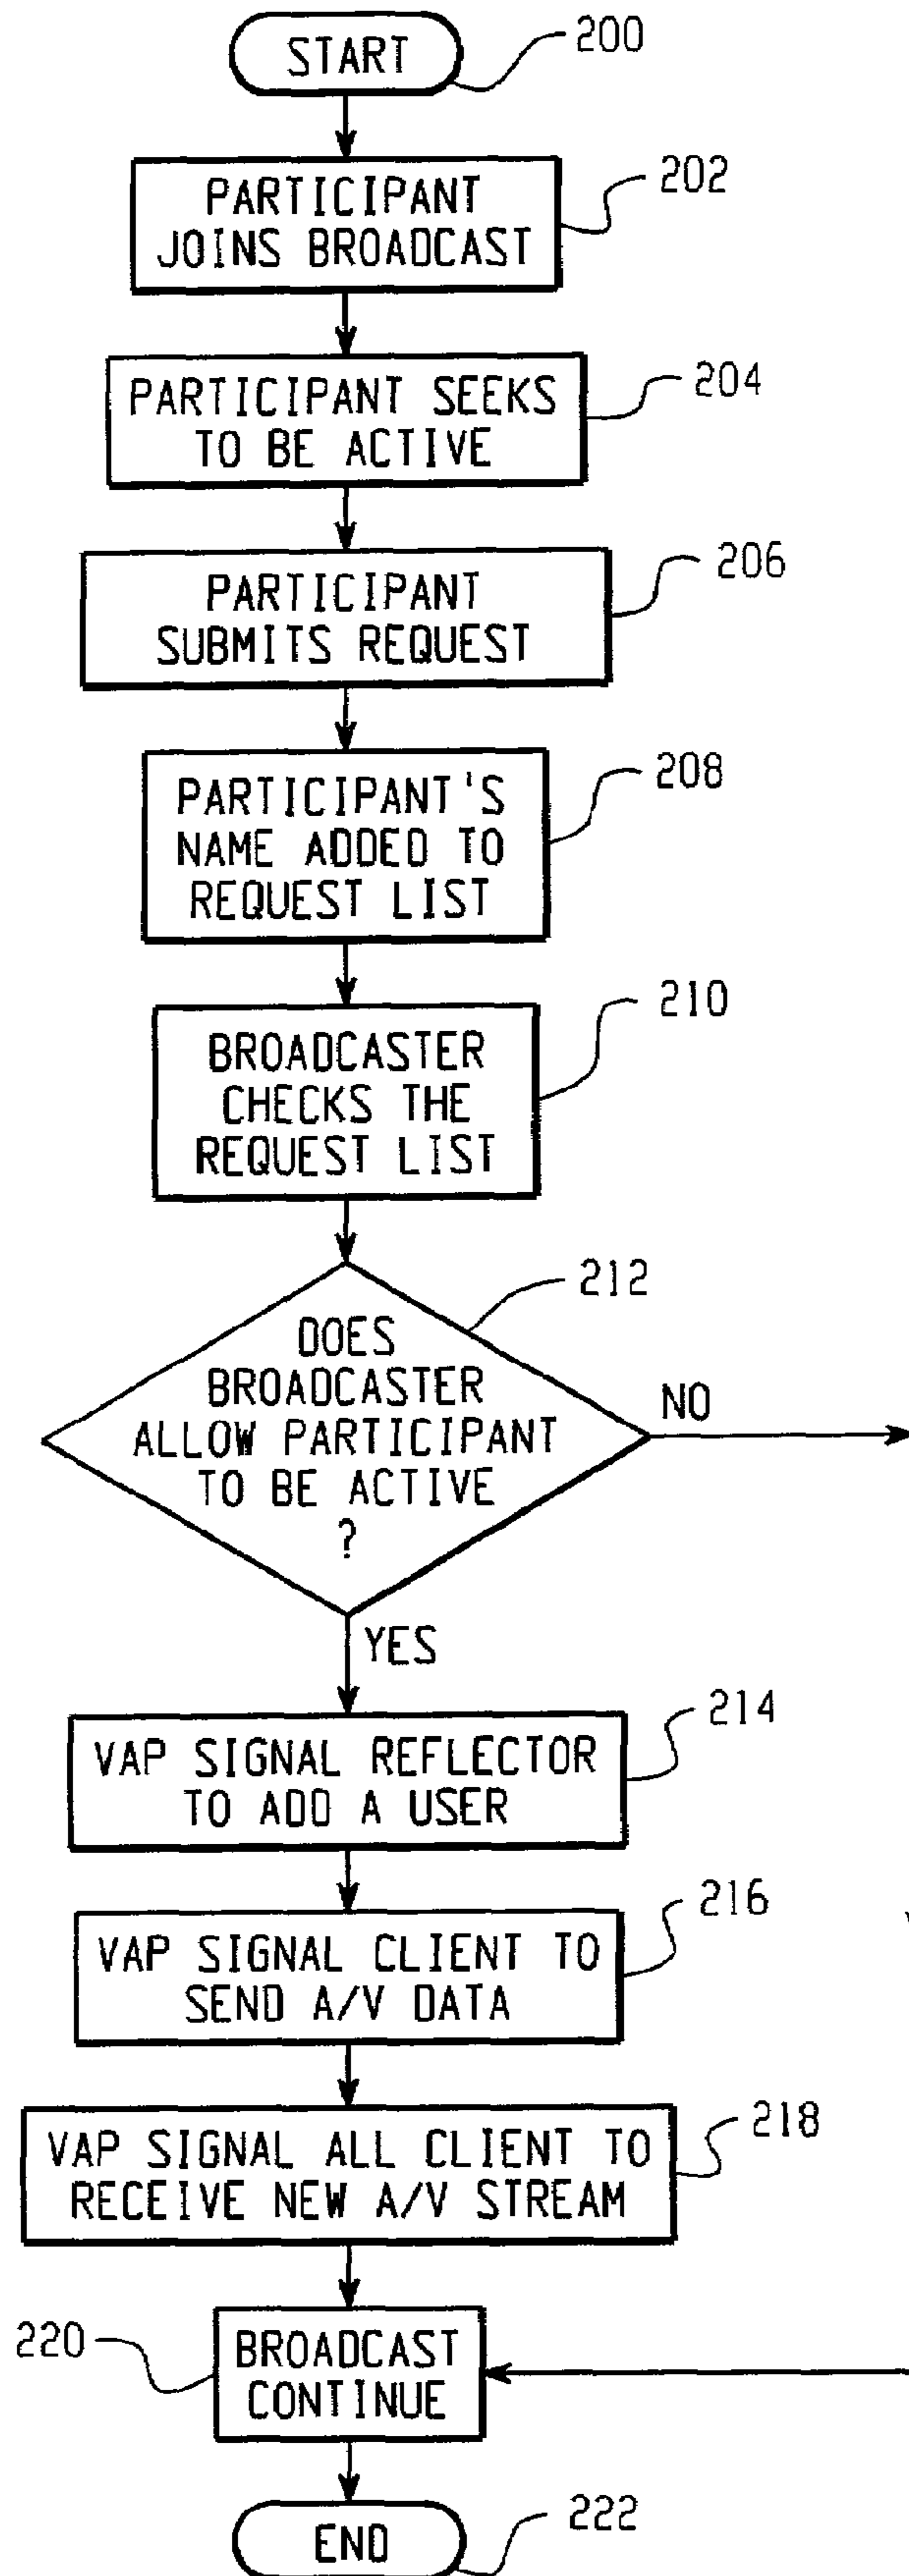 START
200
PARTICIPANT
JOINS BROADCAST
202
PARTICIPANT SEEKS
TO BE ACTIVE
204
PARTICIPANT
SUBMITS REQUEST
206
PARTICIPANT'S
NAME ADDED TO
REQUEST LIST
208
BROADCASTER
CHECKS THE
REQUEST LIST
210
DOES
BROADCASTER
ALLOW PARTICIPANT
TO BE ACTIVE
?
212
NO
YES
VAP SIGNAL REFLECTOR
TO ADD A USER
214
VAP SIGNAL CLIENT TO
SEND A/V DATA
216
VAP SIGNAL ALL CLIENT TO
RECEIVE NEW A/V STREAM
218
220
BROADCAST
CONTINUE
END
222